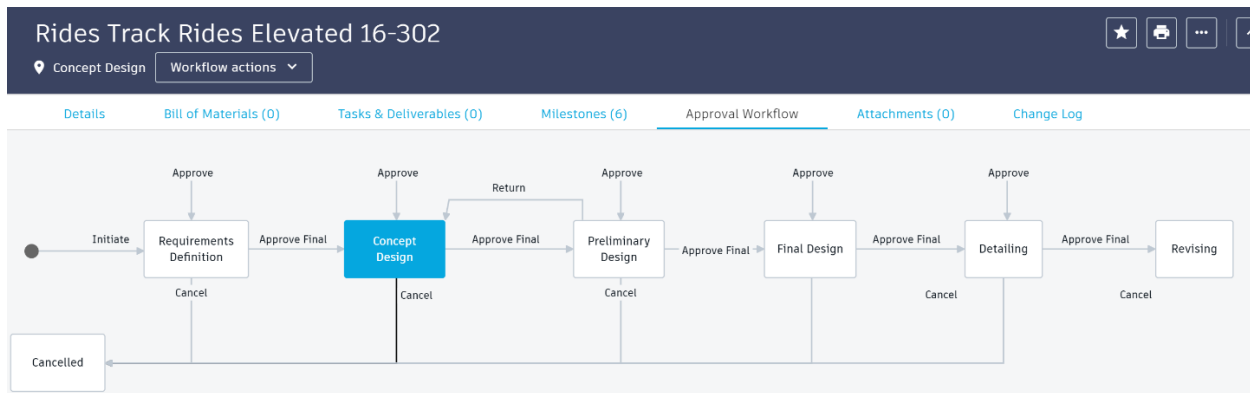 Rides Track Rides Elevated 16-302
Concept Design
Workflow actions
Details
Bill of Materials (0)
Tasks & Deliverables (0)
Milestones (6)
Approval Workflow
Attachments (0)
Change Log
Approve
Approve
Return
Approve
Approve
Approve
Initiate
Requirements
Definition
Approve Final
Concept
Design
Approve Final
Preliminary
Design
Approve Final
Final Design
Approve Final
Detailing
Approve Final
Revising
Cancel
Cancel
Cancel
Cancel
Cancel
Cancelled